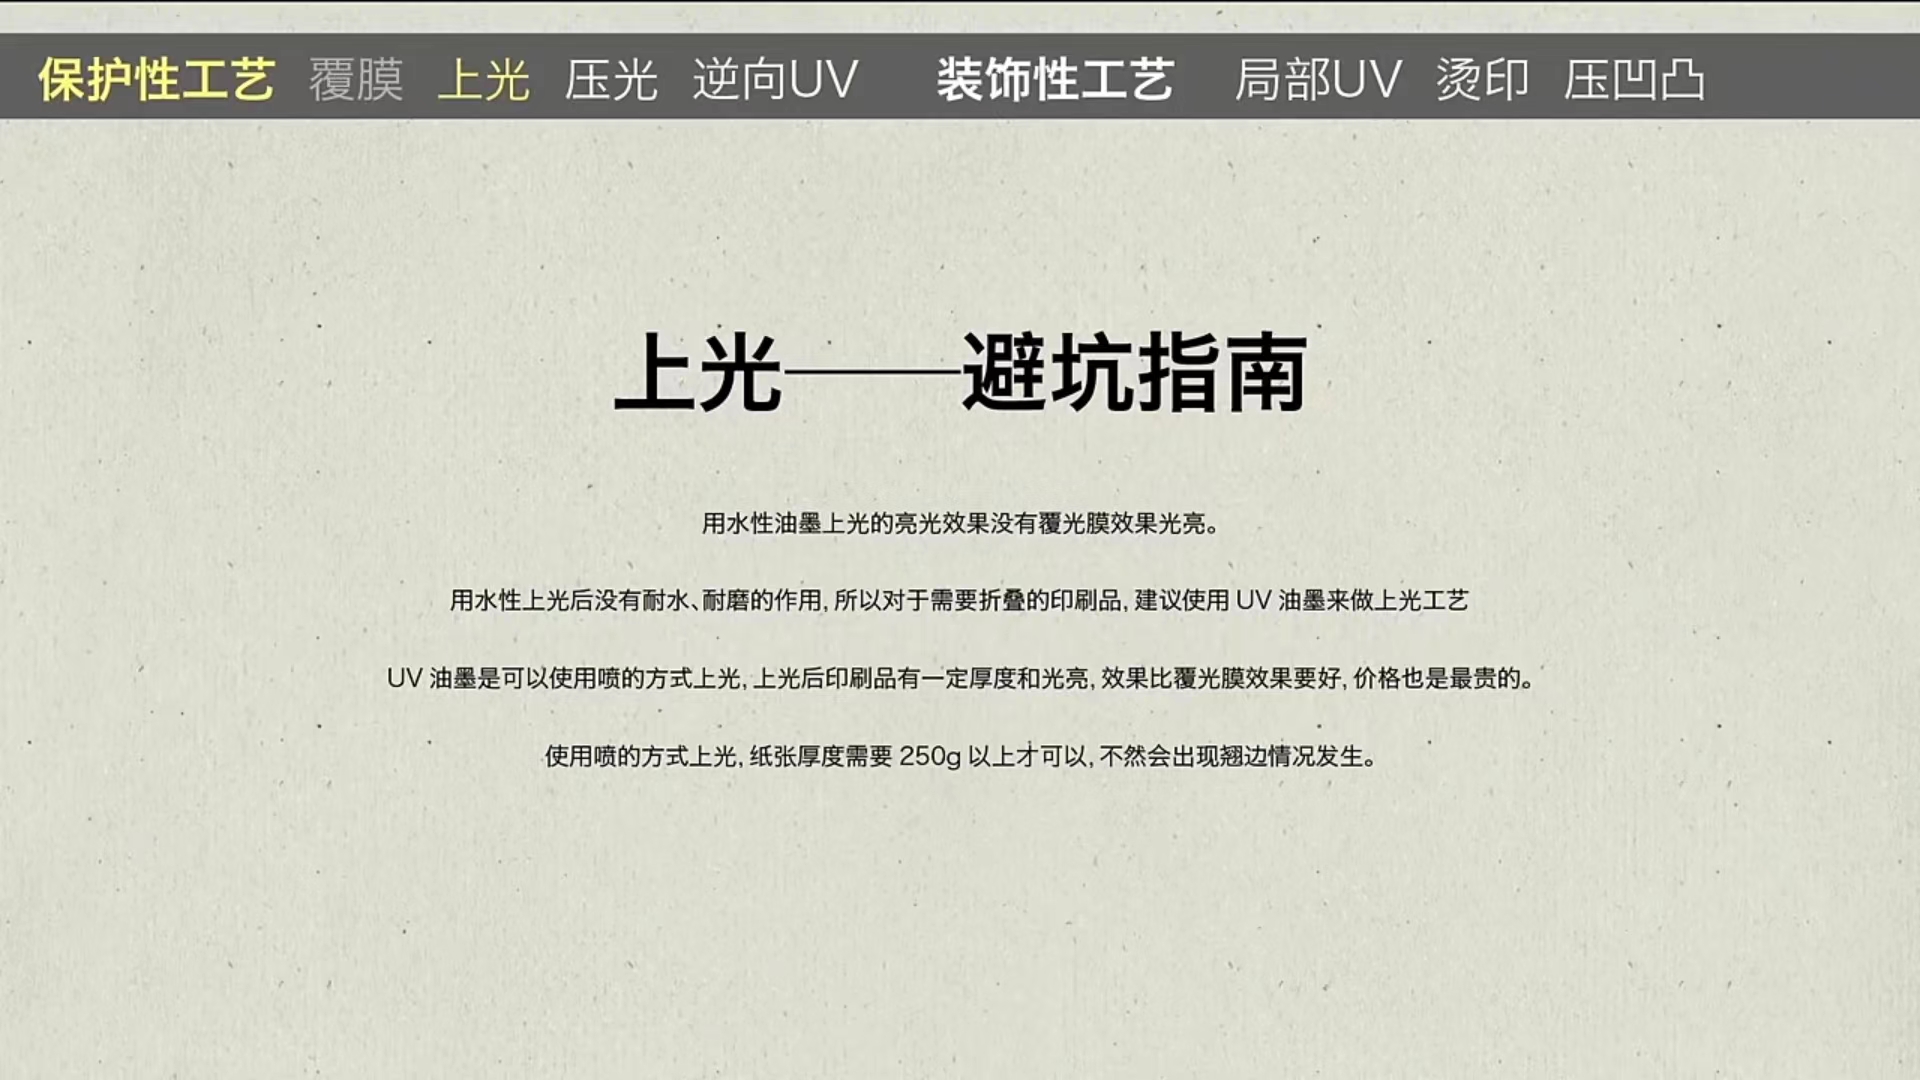 保护性工艺 覆膜 上光 压光 逆向UV 装饰性工艺 局部UV 烫印 压凹凸
上光——避坑指南
用水性油墨上光的亮光效果没有覆光膜效果光亮。
用水性上光后没有耐水、耐磨的作用,所以对于需要折叠的印刷品,建议使用 UV 油墨来做上光工艺
UV 油墨是可以使用喷的方式上光,上光后印刷品有一定厚度和光亮,效果比覆光膜效果要好,价格也是最贵的。
使用喷的方式上光,纸张厚度需要 250g 以上才可以,不然会出现翘边情况发生。